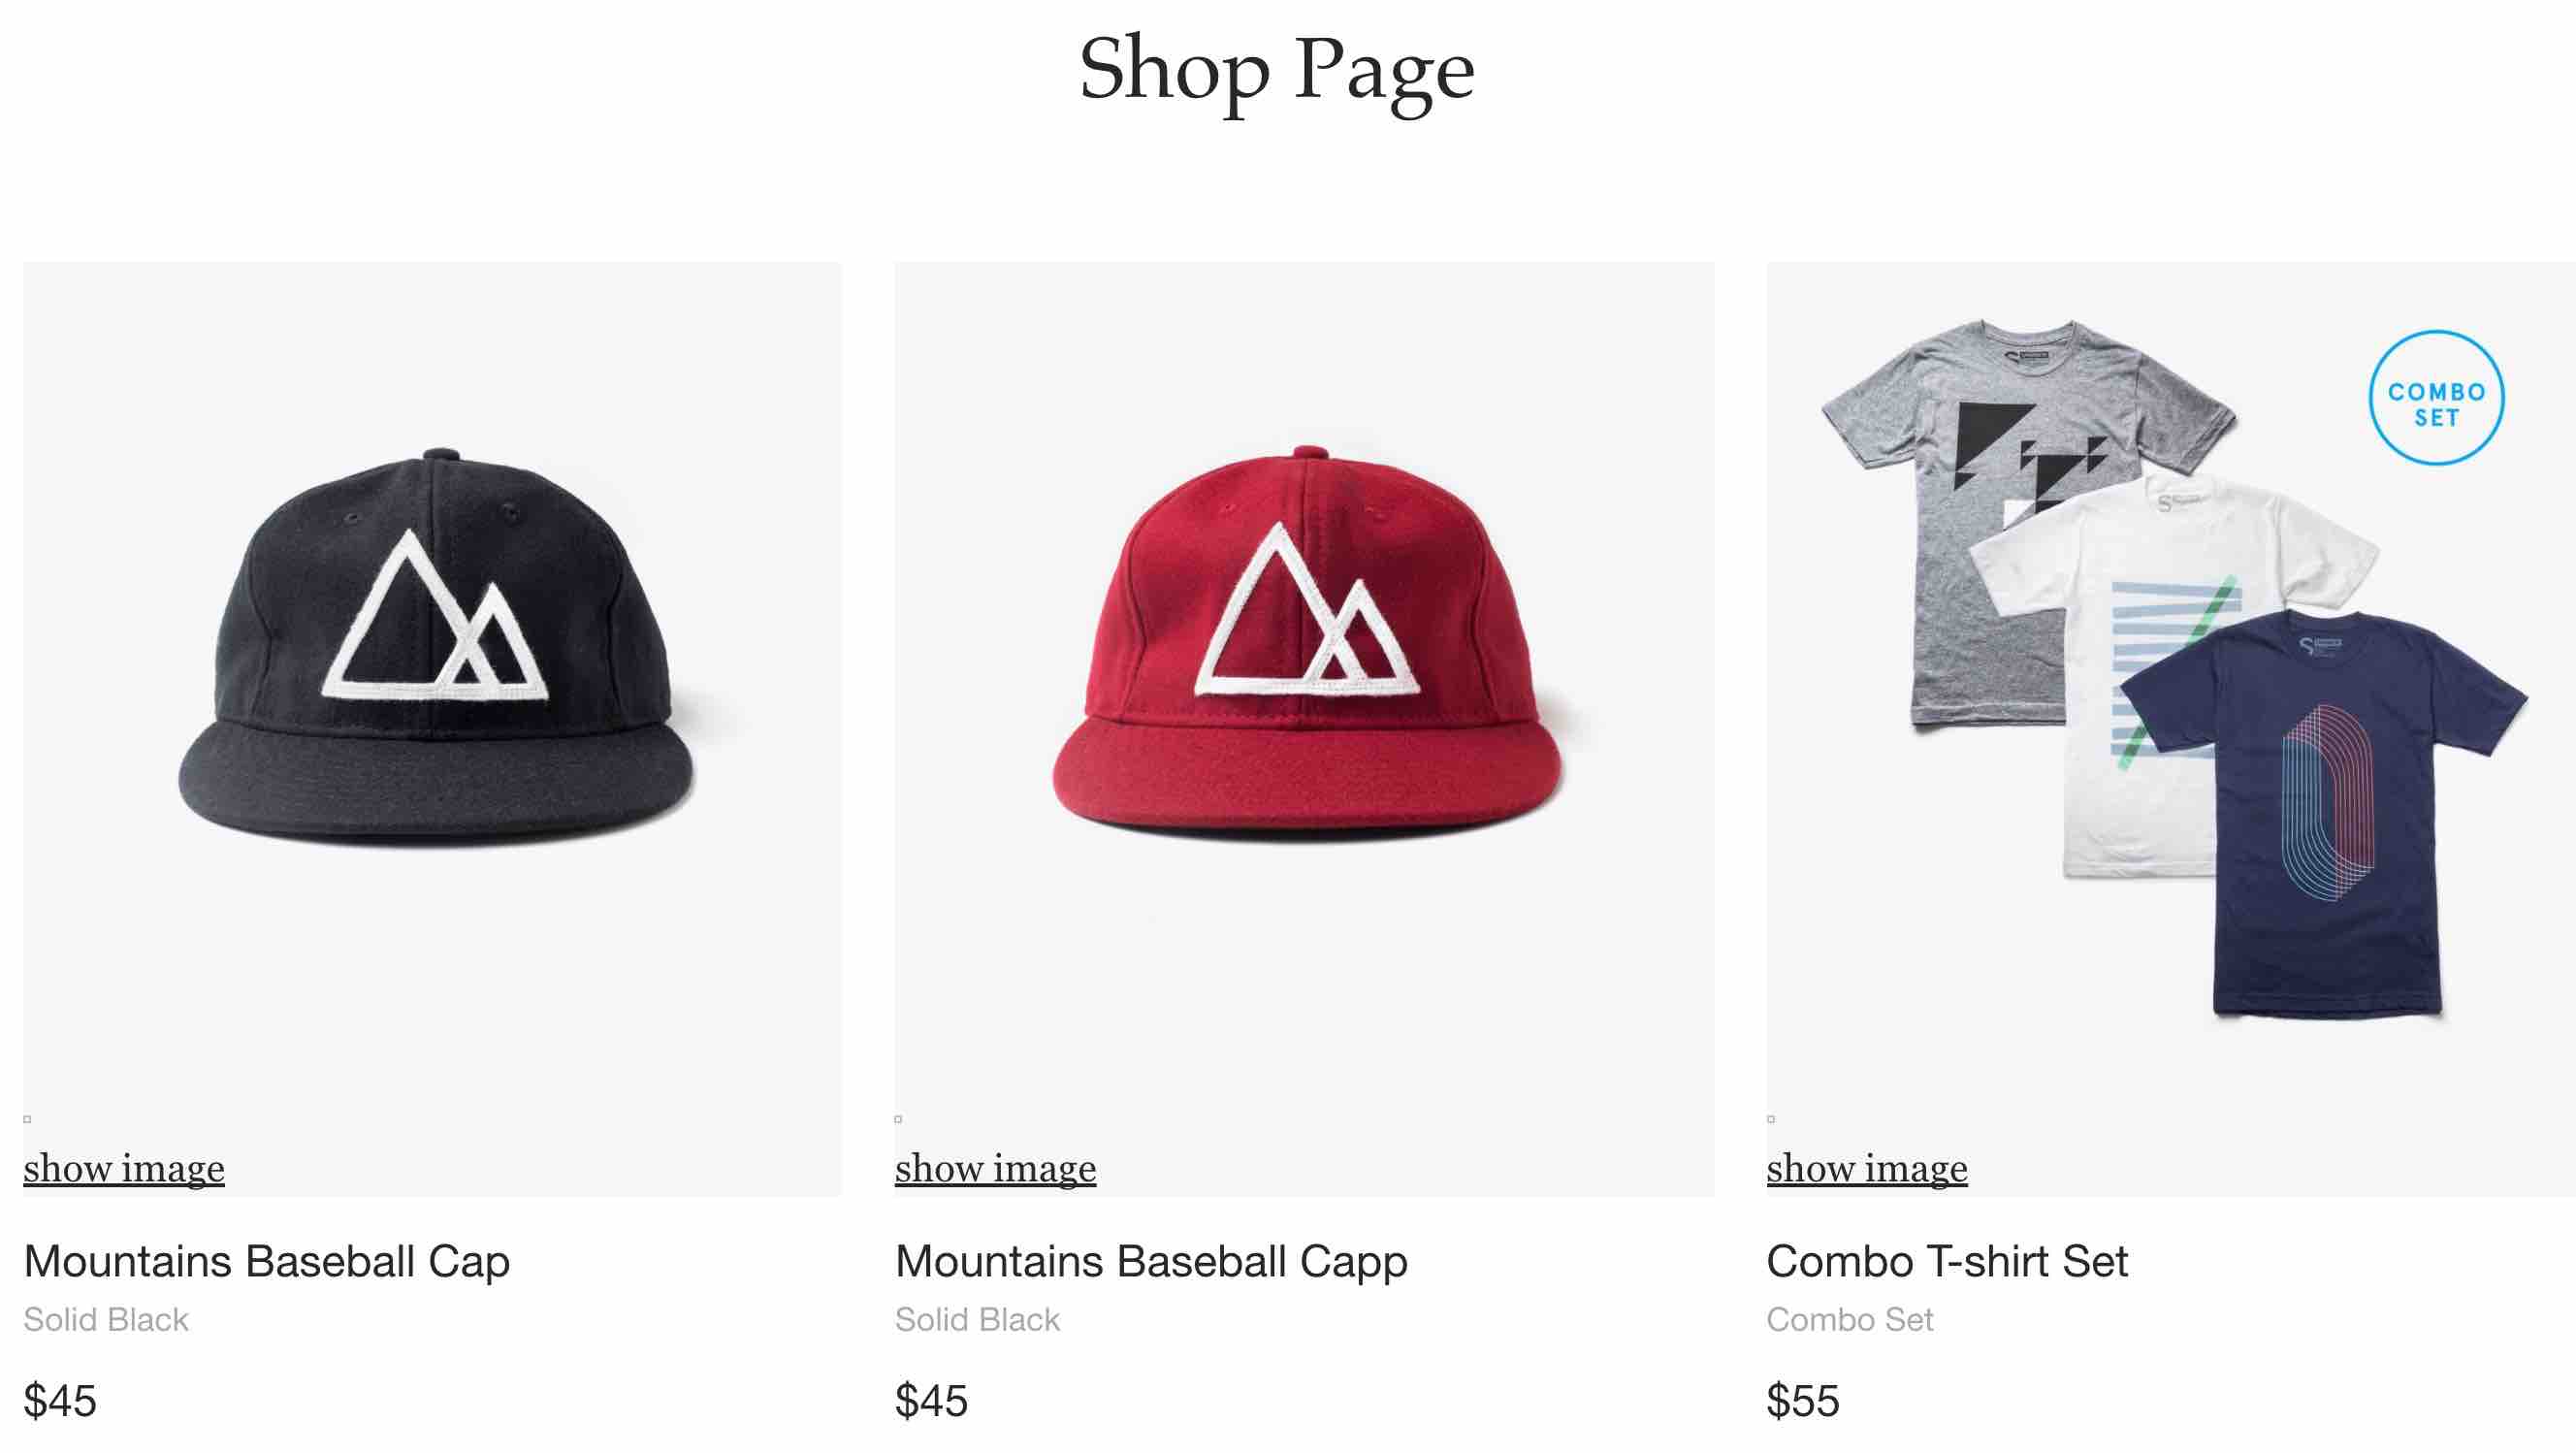 Shop Page
COMBO
SET
show image
show image
show image
Mountains Baseball Cap
Mountains Baseball Capp
Combo T-shirt Set
Solid Black
Solid Black
Combo Set
$45
$45
$55